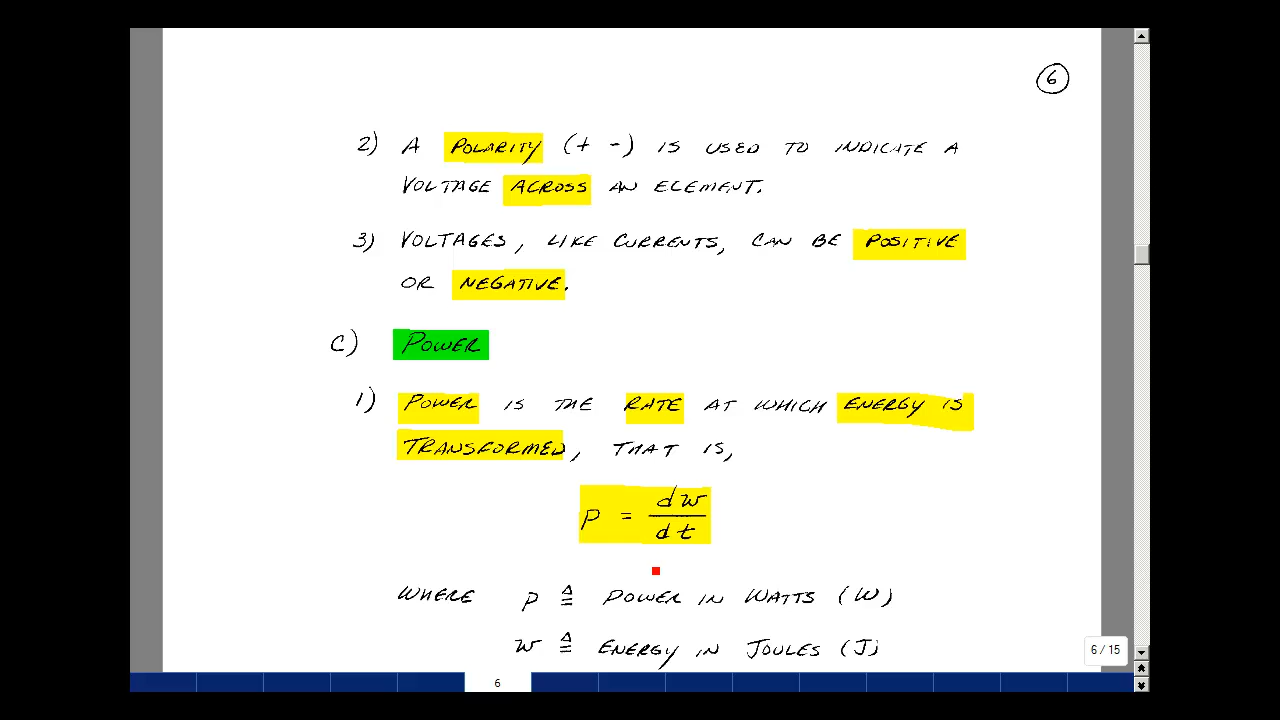 6
2) A POLARITY (+ -) IS USED TO INDICATE A
VOLTAGE ACROSS AN ELEMENT.
3) VOLTAGES, LIKE CURRENTS, CAN BE POSITIVE
OR NEGATIVE.
C) POWER
1) POWER IS THE RATE AT WHICH ENERGY IS
TRANSFORMED, THAT IS,
p = dw/dt
WHERE p ≜ POWER IN WATTS (W)
w ≜ ENERGY IN JOULES (J)
6 / 15
6